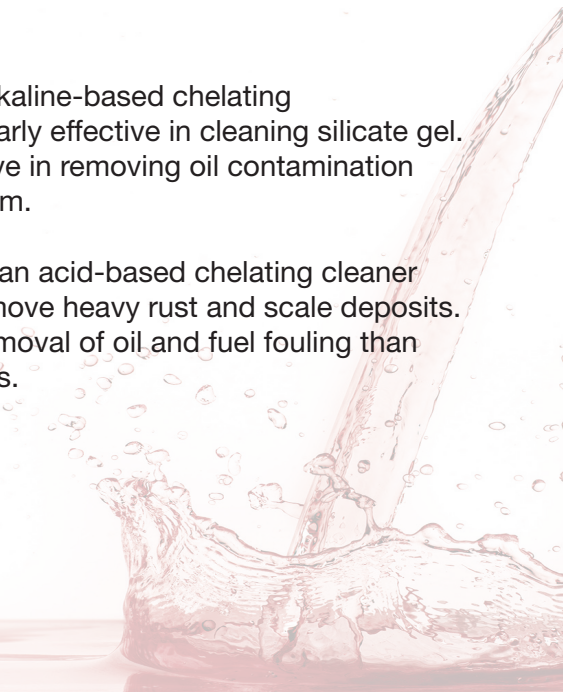 kaline-based chelating
arly effective in cleaning silicate gel.
ve in removing oil contamination
m.
an acid-based chelating cleaner
move heavy rust and scale deposits.
moval of oil and fuel fouling than
s.